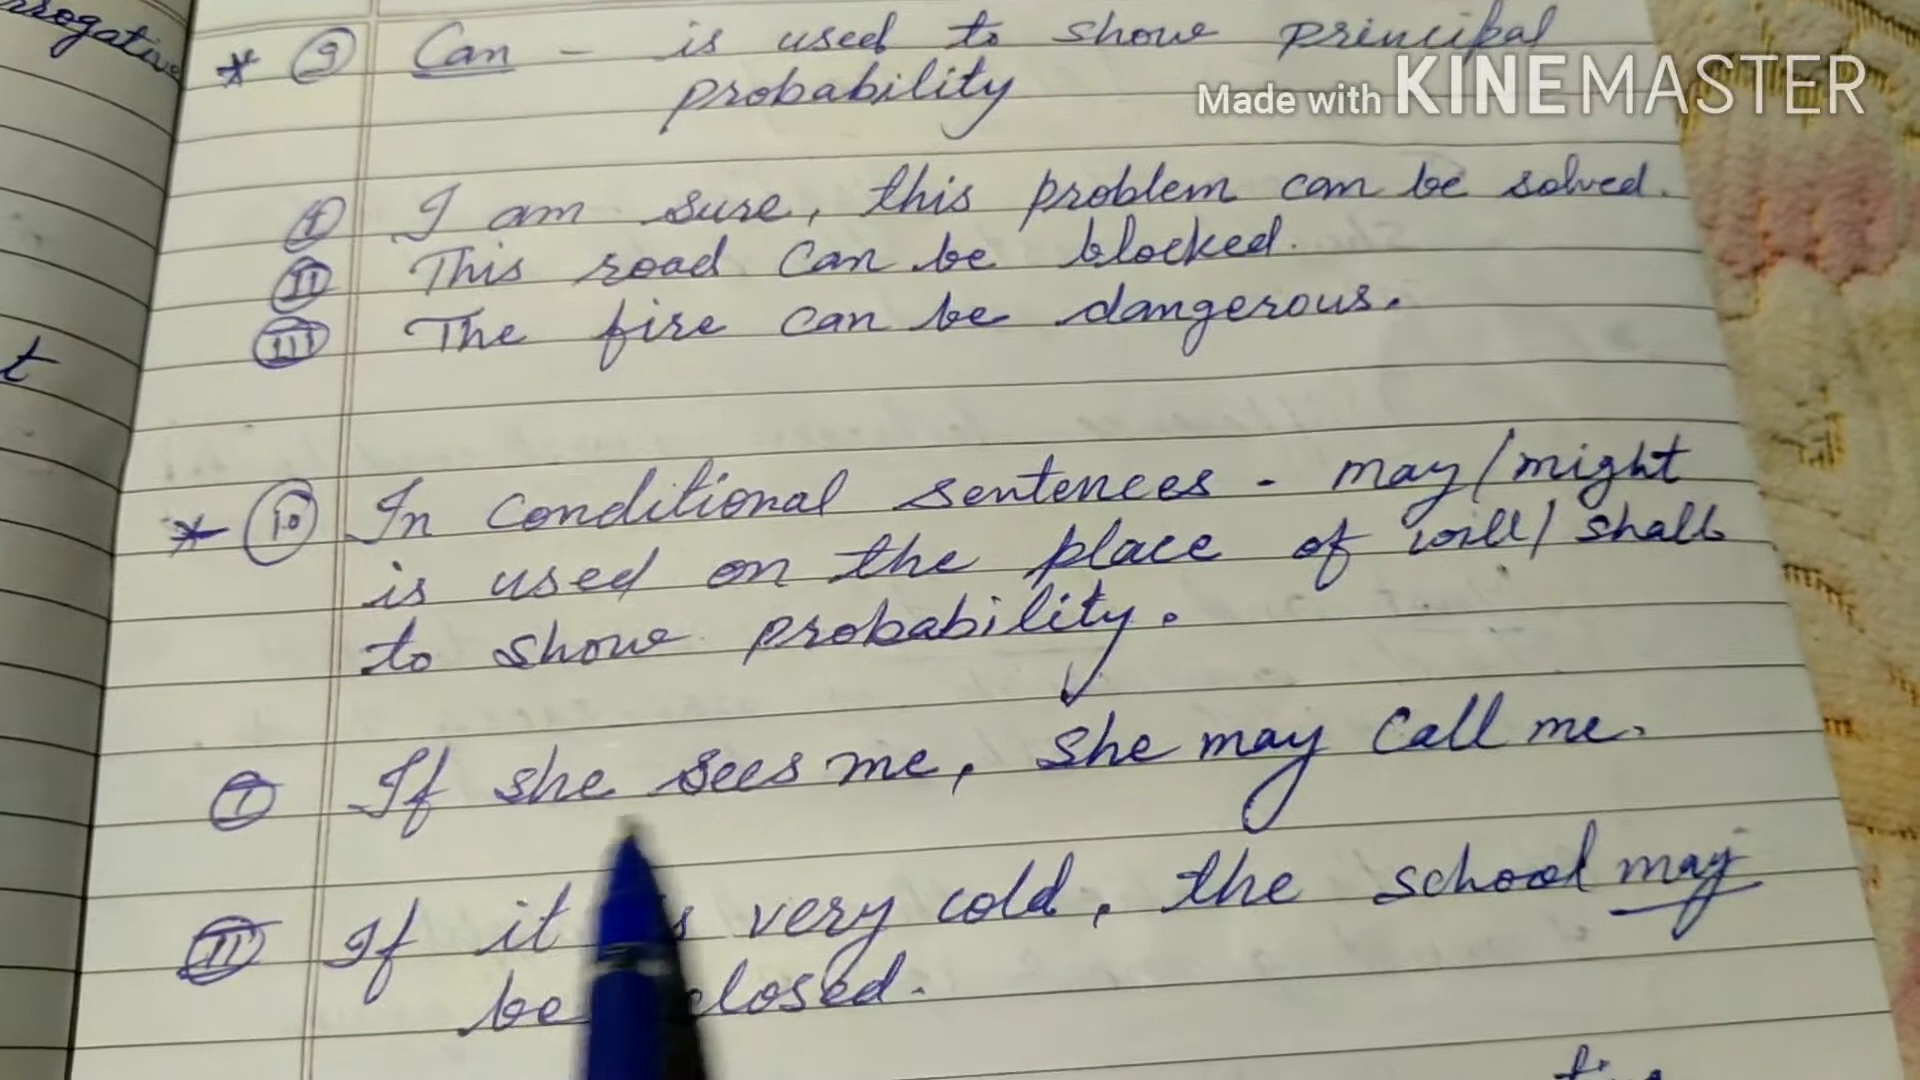 rrogative
* 9 Can - is used to show principal
probability
Made with KINEMASTER
I I am sure, this problem can be solved.
II This road can be blocked.
III The fire can be dangerous.
t
* 10 In conditional sentences - may/might
is used on the place of will/shall
to show probability.
I If she sees me, she may call me.
II If it is very cold, the school may
be closed.